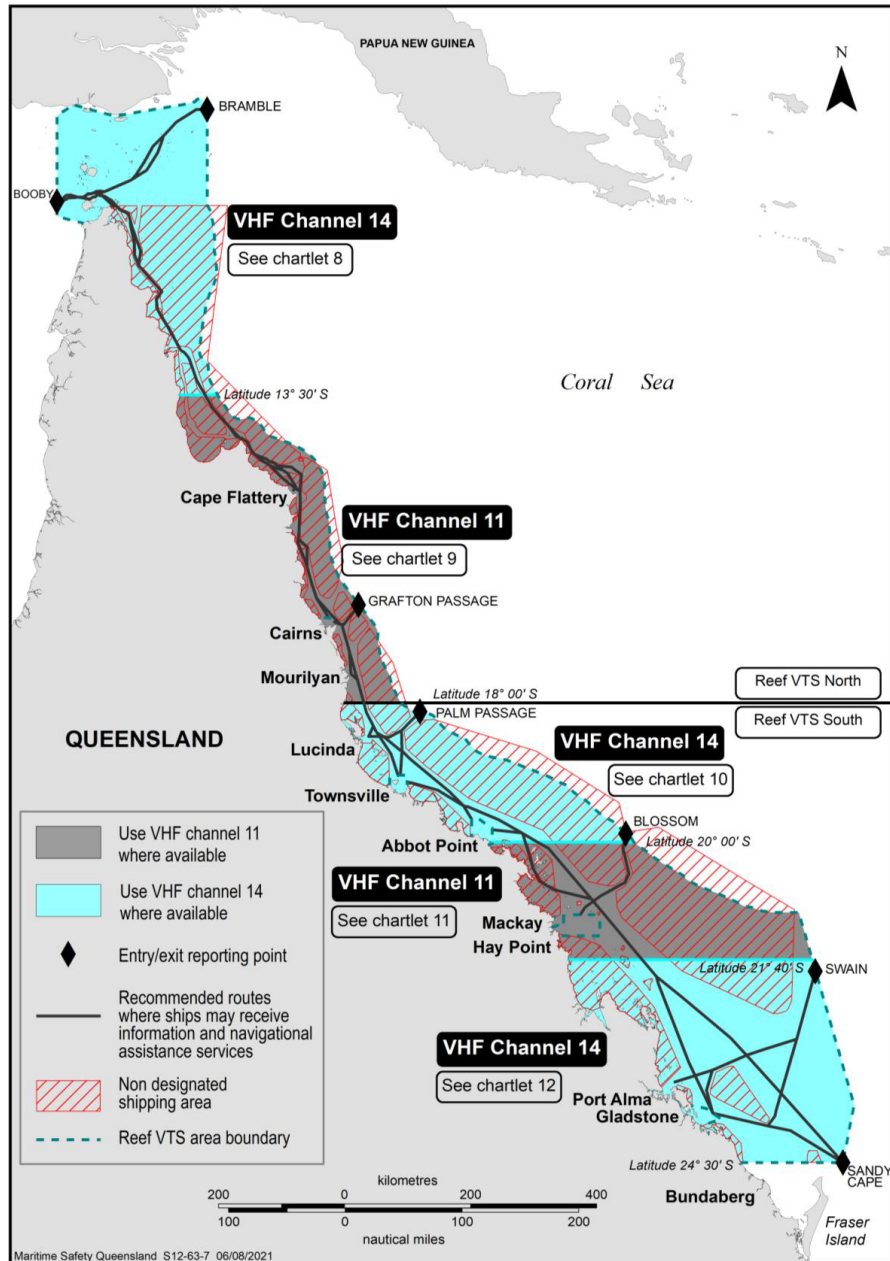 PAPUA NEW GUINEA
N
BRAMBLE
BOOBY
VHF Channel 14
See chartlet 8
Coral Sea
Latitude 13° 30' S
Cape Flattery
VHF Channel 11
See chartlet 9
GRAFTON PASSAGE
Cairns
Mourilyan
Latitude 18° 00' S
Reef VTS North
Reef VTS South
PALM PASSAGE
QUEENSLAND
Lucinda
VHF Channel 14
See chartlet 10
Townsville
BLOSSOM
Latitude 20° 00' S
Abbot Point
VHF Channel 11
See chartlet 11
Mackay
Hay Point
Latitude 21° 40' S
SWAIN
VHF Channel 14
See chartlet 12
Port Alma
Gladstone
Latitude 24° 30' S
SANDY
CAPE
Bundaberg
Fraser
Island
Use VHF channel 11
where available
Use VHF channel 14
where available
Entry/exit reporting point
Recommended routes
where ships may receive
information and navigational
assistance services
Non designated
shipping area
Reef VTS area boundary
kilometres
200 0 200 400
100 0 100 200
nautical miles
Maritime Safety Queensland S12-63-7 06/08/2021